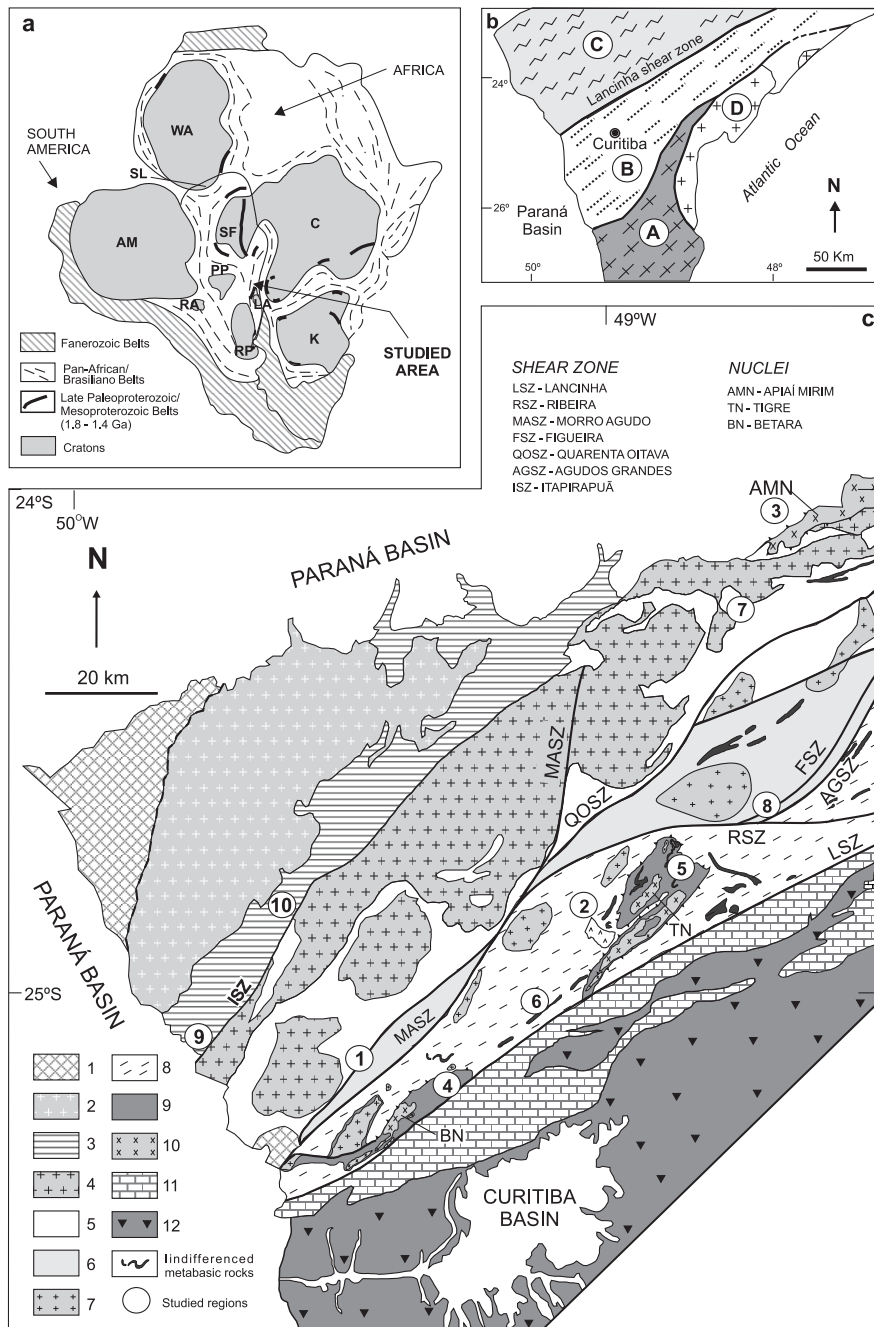 a
AFRICA
SOUTH
AMERICA
WA
SL
AM
SF
C
PP
RA
LA
RP
K
STUDIED
AREA
Fanerozoic Belts
Pan-African/
Brasiliano Belts
Late Paleoproterozoic/
Mesoproterozoic Belts
(1.8 - 1.4 Ga)
Cratons
b
C
Lancinha shear zone
24º
D
Curitiba
B
Atlantic Ocean
26º
Paraná
Basin
A
N
50 Km
50º
48º
49ºW
c
SHEAR ZONE
LSZ - LANCINHA
RSZ - RIBEIRA
MASZ - MORRO AGUDO
FSZ - FIGUEIRA
QOSZ - QUARENTA OITAVA
AGSZ - AGUDOS GRANDES
ISZ - ITAPIRAPUÃ
NUCLEI
AMN - APIAÍ MIRIM
TN - TIGRE
BN - BETARA
24ºS
50ºW
N
20 km
PARANÁ BASIN
AMN
3
7
MASZ
QOSZ
FSZ
AGSZ
8
RSZ
LSZ
5
2
TN
10
PARANÁ BASIN
ISZ
25ºS
6
MASZ
9
1
4
BN
CURITIBA
BASIN
1
2
3
4
5
6
7
8
9
10
11
12
Indifferenced
metabasic rocks
Studied regions